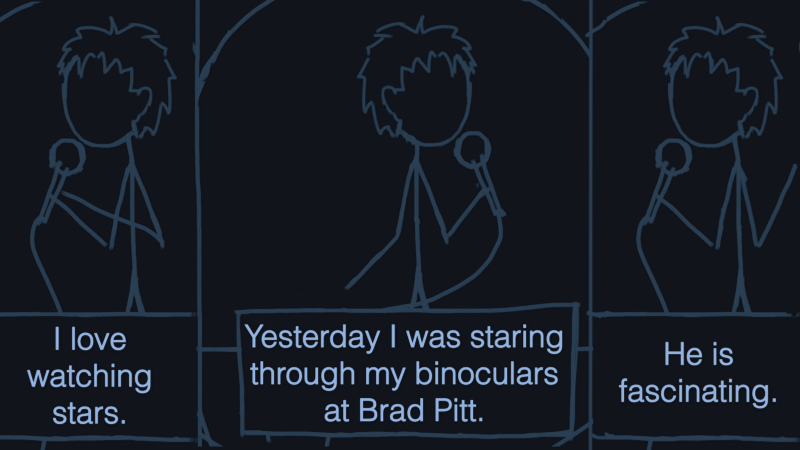 I love
watching
stars.
Yesterday I was staring
through my binoculars
at Brad Pitt.
He is
fascinating.